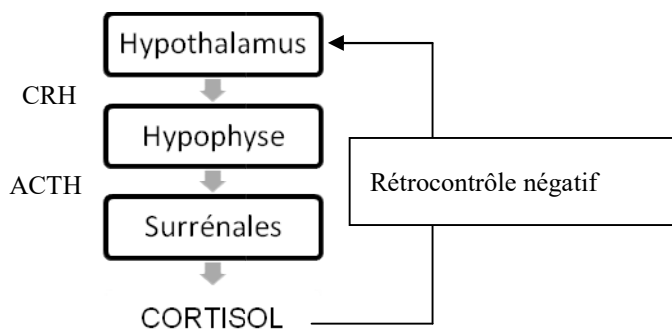 Hypothalamus
CRH
Hypophyse
ACTH
Rétrocontrôle négatif
Surrénales
CORTISOL